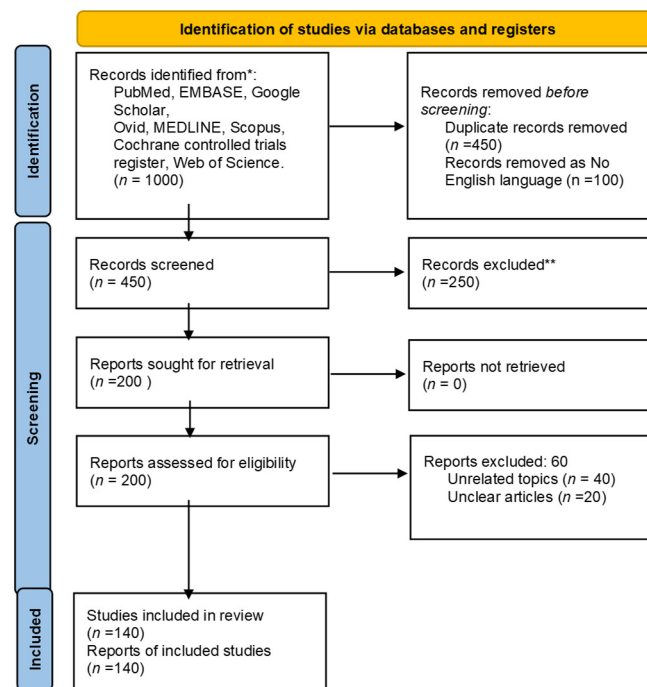 Identification of studies via databases and registers
Identification
Records identified from*:
PubMed, EMBASE, Google
Scholar,
Ovid, MEDLINE, Scopus,
Cochrane controlled trials
register, Web of Science.
(n = 1000)
Records removed before
screening:
Duplicate records removed
(n =450)
Records removed as No
English language (n =100)
Screening
Records screened
(n = 450)
Records excluded**
(n =250)
Reports sought for retrieval
(n =200 )
Reports not retrieved
(n = 0)
Reports assessed for eligibility
(n = 200)
Reports excluded: 60
Unrelated topics (n = 40)
Unclear articles (n =20)
Included
Studies included in review
(n =140)
Reports of included studies
(n =140)